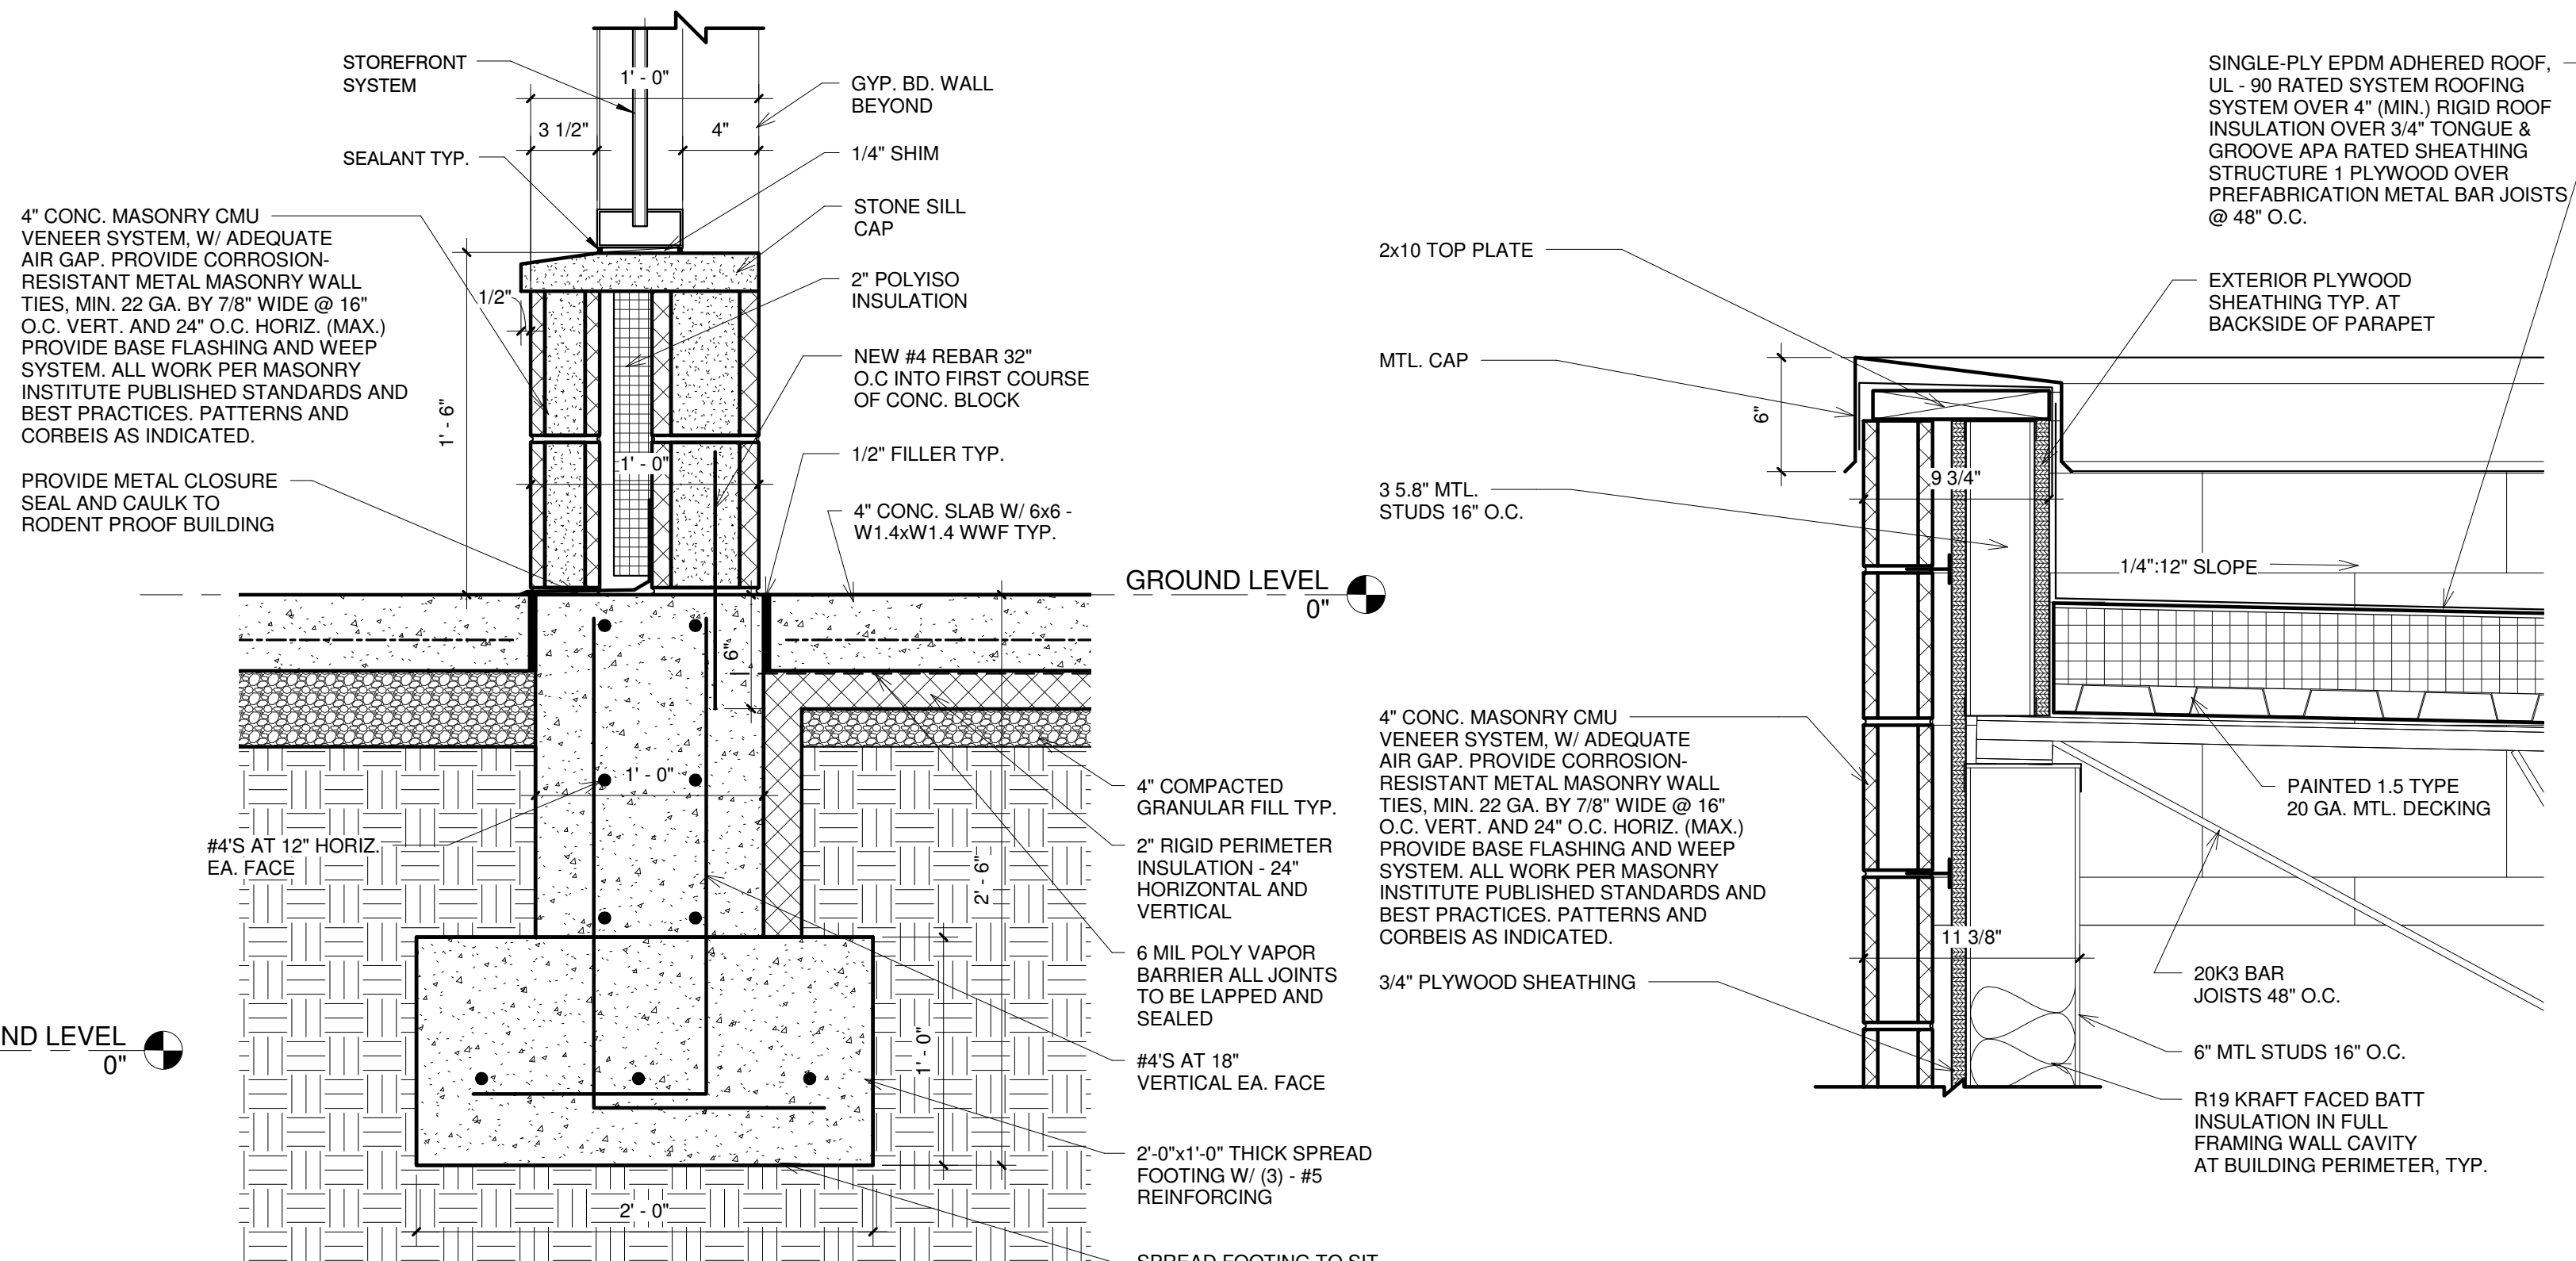 STOREFRONT
SYSTEM
1' - 0"
GYP. BD. WALL
BEYOND
3 1/2"
4"
SEALANT TYP.
1/4" SHIM
4" CONC. MASONRY CMU
VENEER SYSTEM, W/ ADEQUATE
AIR GAP. PROVIDE CORROSION-
RESISTANT METAL MASONRY WALL
TIES, MIN. 22 GA. BY 7/8" WIDE @ 16"
O.C. VERT. AND 24" O.C. HORIZ. (MAX.)
PROVIDE BASE FLASHING AND WEEP
SYSTEM. ALL WORK PER MASONRY
INSTITUTE PUBLISHED STANDARDS AND
BEST PRACTICES. PATTERNS AND
CORBEIS AS INDICATED.
STONE SILL
CAP
2" POLYISO
INSULATION
1/2"
NEW #4 REBAR 32"
O.C INTO FIRST COURSE
OF CONC. BLOCK
1' - 6"
1' - 0"
1/2" FILLER TYP.
PROVIDE METAL CLOSURE
SEAL AND CAULK TO
RODENT PROOF BUILDING
4" CONC. SLAB W/ 6x6 -
W1.4xW1.4 WWF TYP.
GROUND LEVEL
0"
6"
1' - 0"
4" COMPACTED
GRANULAR FILL TYP.
#4'S AT 12" HORIZ.
EA. FACE
2" RIGID PERIMETER
INSULATION - 24"
HORIZONTAL AND
VERTICAL
2' - 6"
6 MIL POLY VAPOR
BARRIER ALL JOINTS
TO BE LAPPED AND
SEALED
ND LEVEL
0"
1' - 0"
#4'S AT 18"
VERTICAL EA. FACE
2'-0"x1'-0" THICK SPREAD
FOOTING W/ (3) - #5
REINFORCING
2' - 0"
SPREAD FOOTING TO SIT
SINGLE-PLY EPDM ADHERED ROOF,
UL - 90 RATED SYSTEM ROOFING
SYSTEM OVER 4" (MIN.) RIGID ROOF
INSULATION OVER 3/4" TONGUE &
GROOVE APA RATED SHEATHING
STRUCTURE 1 PLYWOOD OVER
PREFABRICATION METAL BAR JOISTS
@ 48" O.C.
2x10 TOP PLATE
EXTERIOR PLYWOOD
SHEATHING TYP. AT
BACKSIDE OF PARAPET
MTL. CAP
6"
9 3/4"
3 5.8" MTL.
STUDS 16" O.C.
1/4":12" SLOPE
4" CONC. MASONRY CMU
VENEER SYSTEM, W/ ADEQUATE
AIR GAP. PROVIDE CORROSION-
RESISTANT METAL MASONRY WALL
TIES, MIN. 22 GA. BY 7/8" WIDE @ 16"
O.C. VERT. AND 24" O.C. HORIZ. (MAX.)
PROVIDE BASE FLASHING AND WEEP
SYSTEM. ALL WORK PER MASONRY
INSTITUTE PUBLISHED STANDARDS AND
BEST PRACTICES. PATTERNS AND
CORBEIS AS INDICATED.
PAINTED 1.5 TYPE
20 GA. MTL. DECKING
11 3/8"
3/4" PLYWOOD SHEATHING
20K3 BAR
JOISTS 48" O.C.
6" MTL STUDS 16" O.C.
R19 KRAFT FACED BATT
INSULATION IN FULL
FRAMING WALL CAVITY
AT BUILDING PERIMETER, TYP.